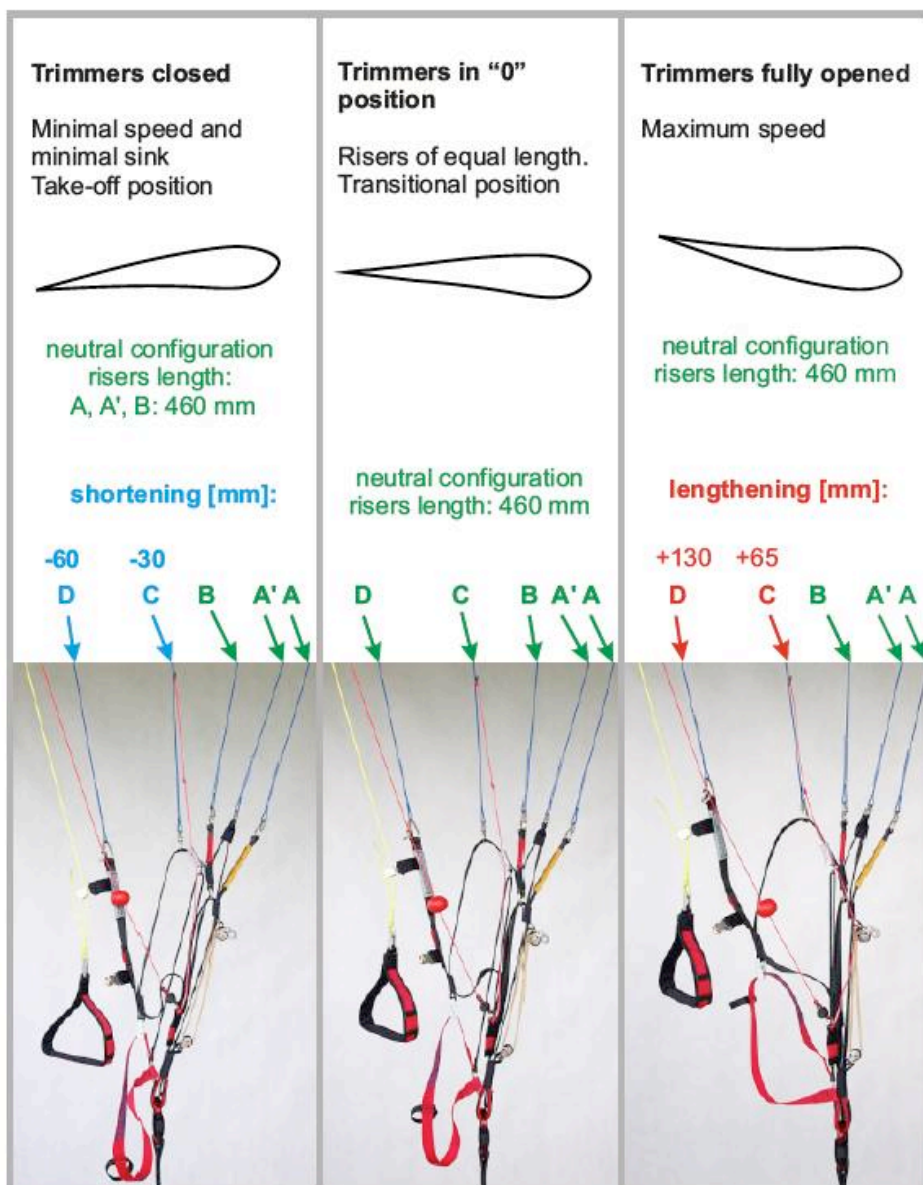 Trimmers closed
Minimal speed and
minimal sink
Take-off position
neutral configuration
risers length:
A, A', B: 460 mm
shortening [mm]:
-60 -30
D C B A' A
Trimmers in “0”
position
Risers of equal length.
Transitional position
neutral configuration
risers length: 460 mm
D C B A' A
Trimmers fully opened
Maximum speed
neutral configuration
risers length: 460 mm
lengthening [mm]:
+130 +65
D C B A' A